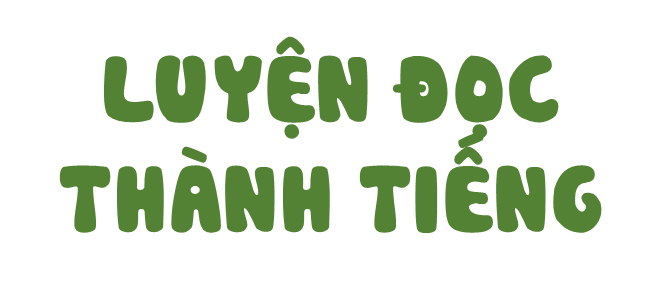 LUYỆN ĐỌC
THÀNH TIẾNG